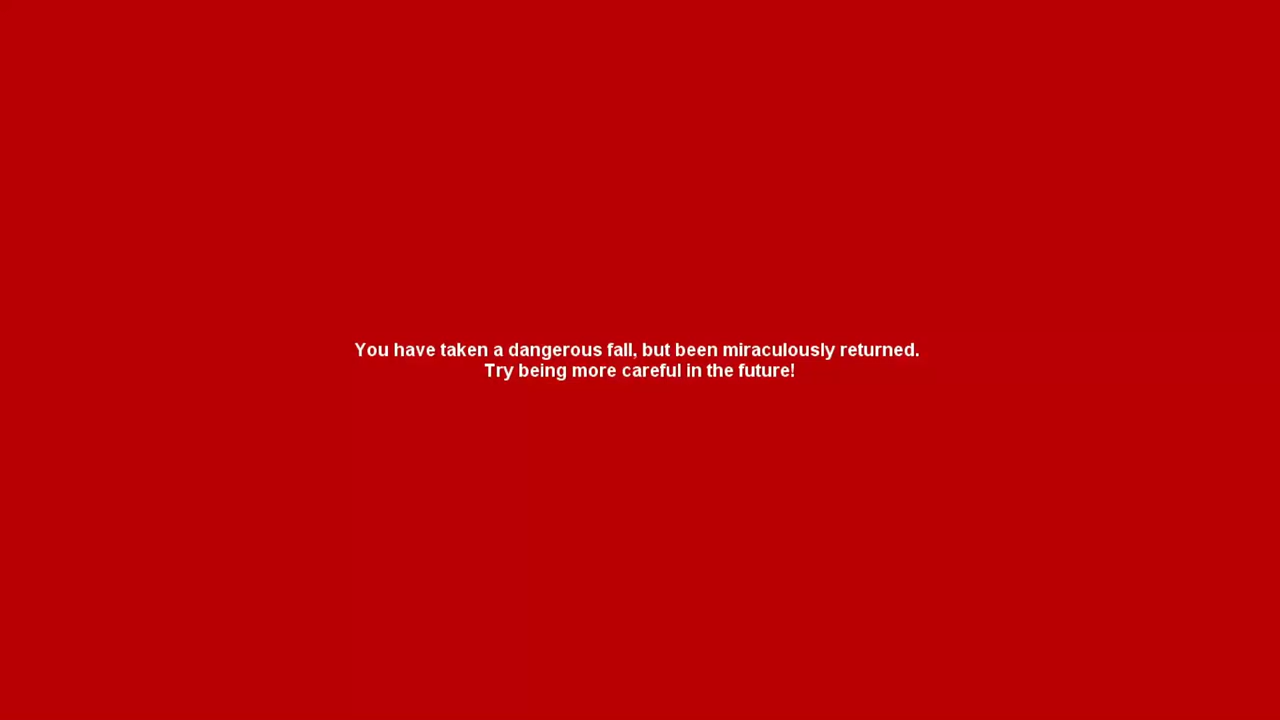 You have taken a dangerous fall, but been miraculously returned.
Try being more careful in the future!